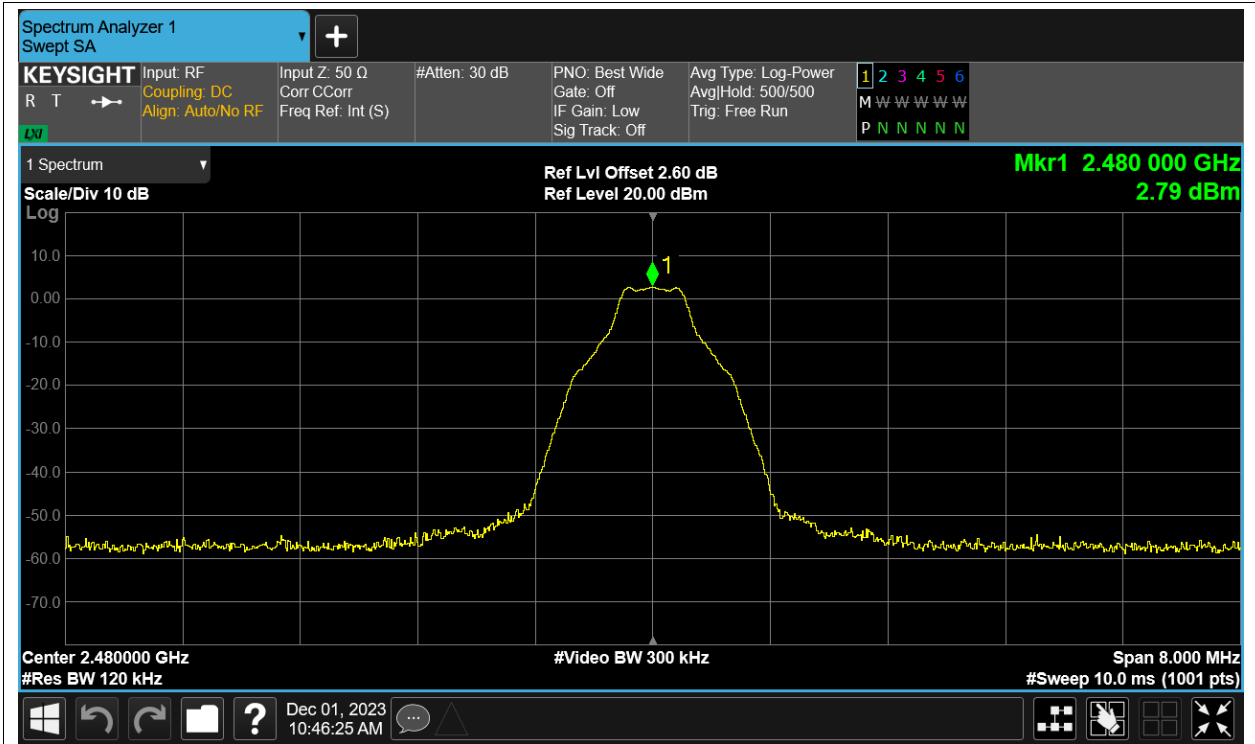 Spectrum Analyzer 1
Swept SA
KEYSIGHT
R T
LXI
Input: RF
Coupling: DC
Align: Auto/No RF
Input Z: 50 Ω
Corr CCorr
Freq Ref: Int (S)
#Atten: 30 dB
PNO: Best Wide
Gate: Off
IF Gain: Low
Sig Track: Off
Avg Type: Log-Power
Avg|Hold: 500/500
Trig: Free Run
1 2 3 4 5 6
M W W W W W
P N N N N N
1 Spectrum
Scale/Div 10 dB
Ref Lvl Offset 2.60 dB
Ref Level 20.00 dBm
Mkr1 2.480 000 GHz
2.79 dBm
Log
1
10.0
0.00
-10.0
-20.0
-30.0
-40.0
-50.0
-60.0
-70.0
Center 2.480000 GHz
#Video BW 300 kHz
Span 8.000 MHz
#Res BW 120 kHz
#Sweep 10.0 ms (1001 pts)
?
Dec 01, 2023
10:46:25 AM